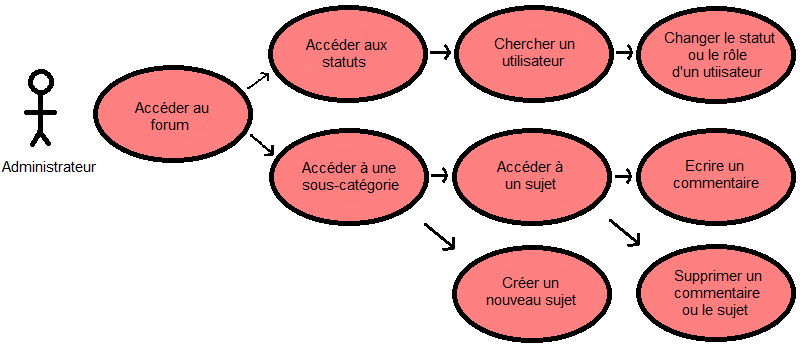 Administrateur
Accéder au
forum
Accéder aux
statuts
Chercher un
utilisateur
Changer le statut
ou le rôle
d'un utiisateur
Accéder à une
sous-catégorie
Accéder à
un sujet
Ecrire un
commentaire
Créer un
nouveau sujet
Supprimer un
commentaire
ou le sujet